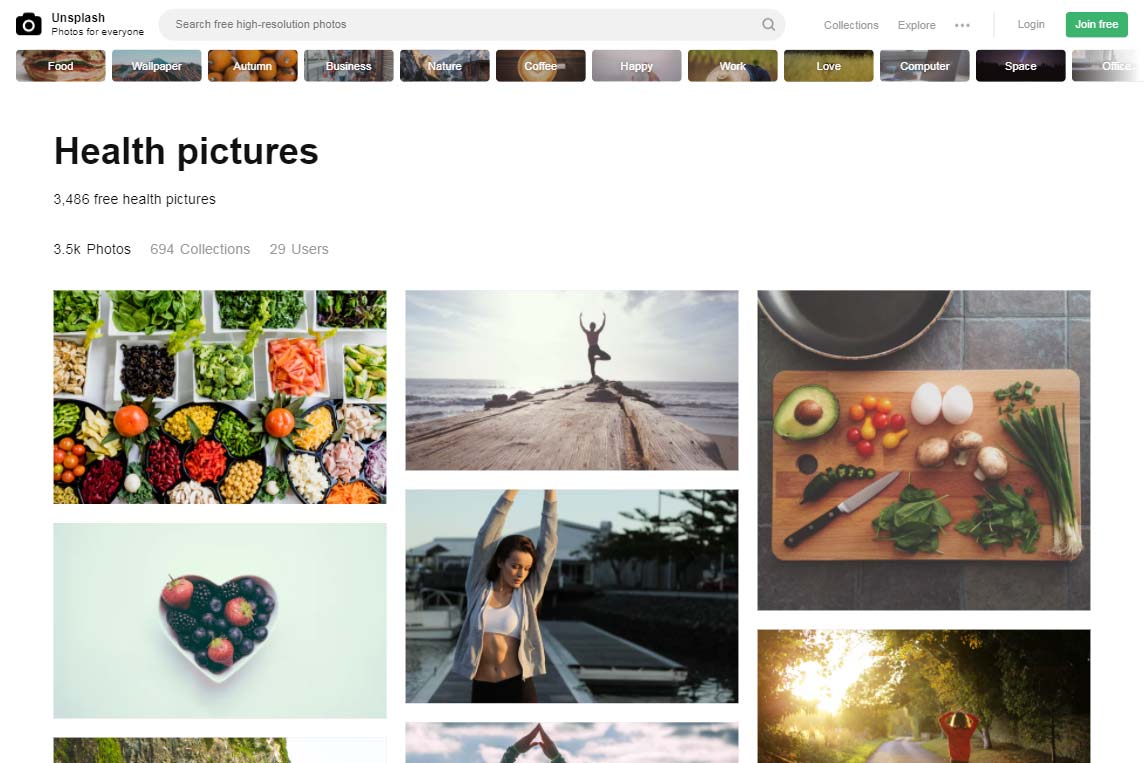 Unsplash
Photos for everyone
Search free high-resolution photos
Collections Explore
Login
Join free
Food Wallpaper Autumn Business Nature Coffee Happy Work Love Computer Space Office
Health pictures
3,486 free health pictures
3.5k Photos 694 Collections 29 Users